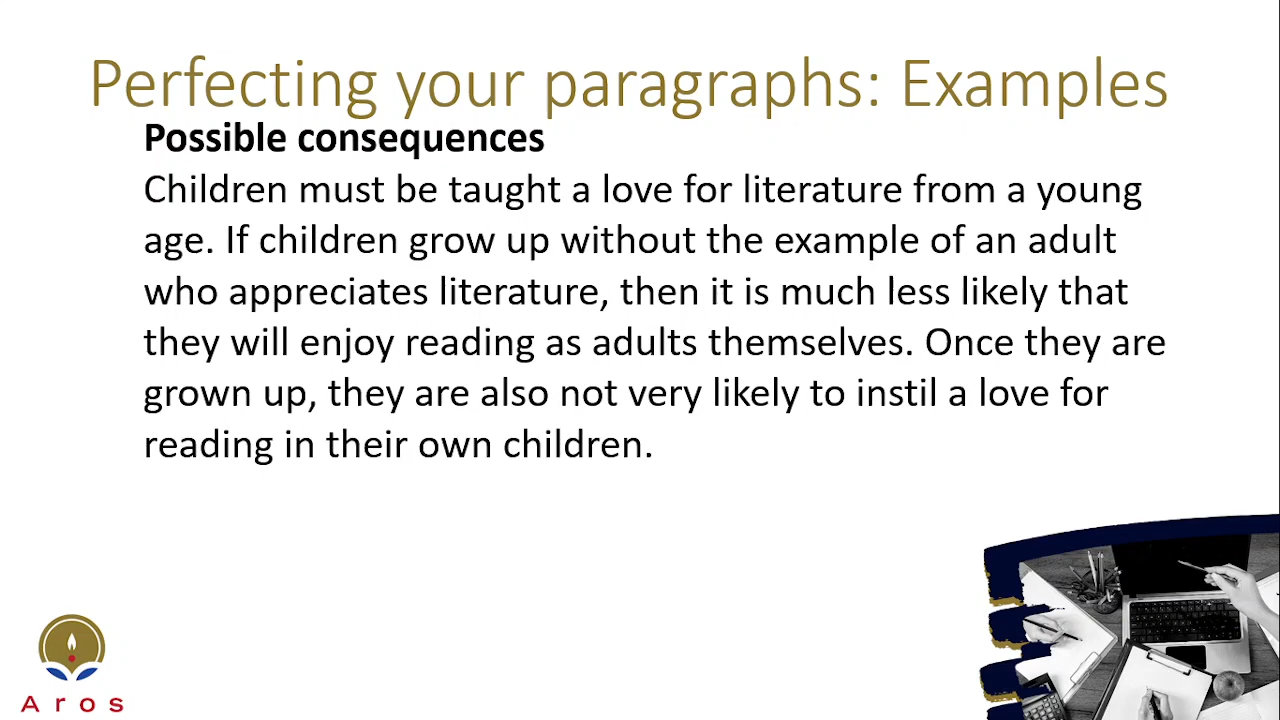 Perfecting your paragraphs: Examples
Possible consequences
Children must be taught a love for literature from a young
age. If children grow up without the example of an adult
who appreciates literature, then it is much less likely that
they will enjoy reading as adults themselves. Once they are
grown up, they are also not very likely to instil a love for
reading in their own children.
Aros